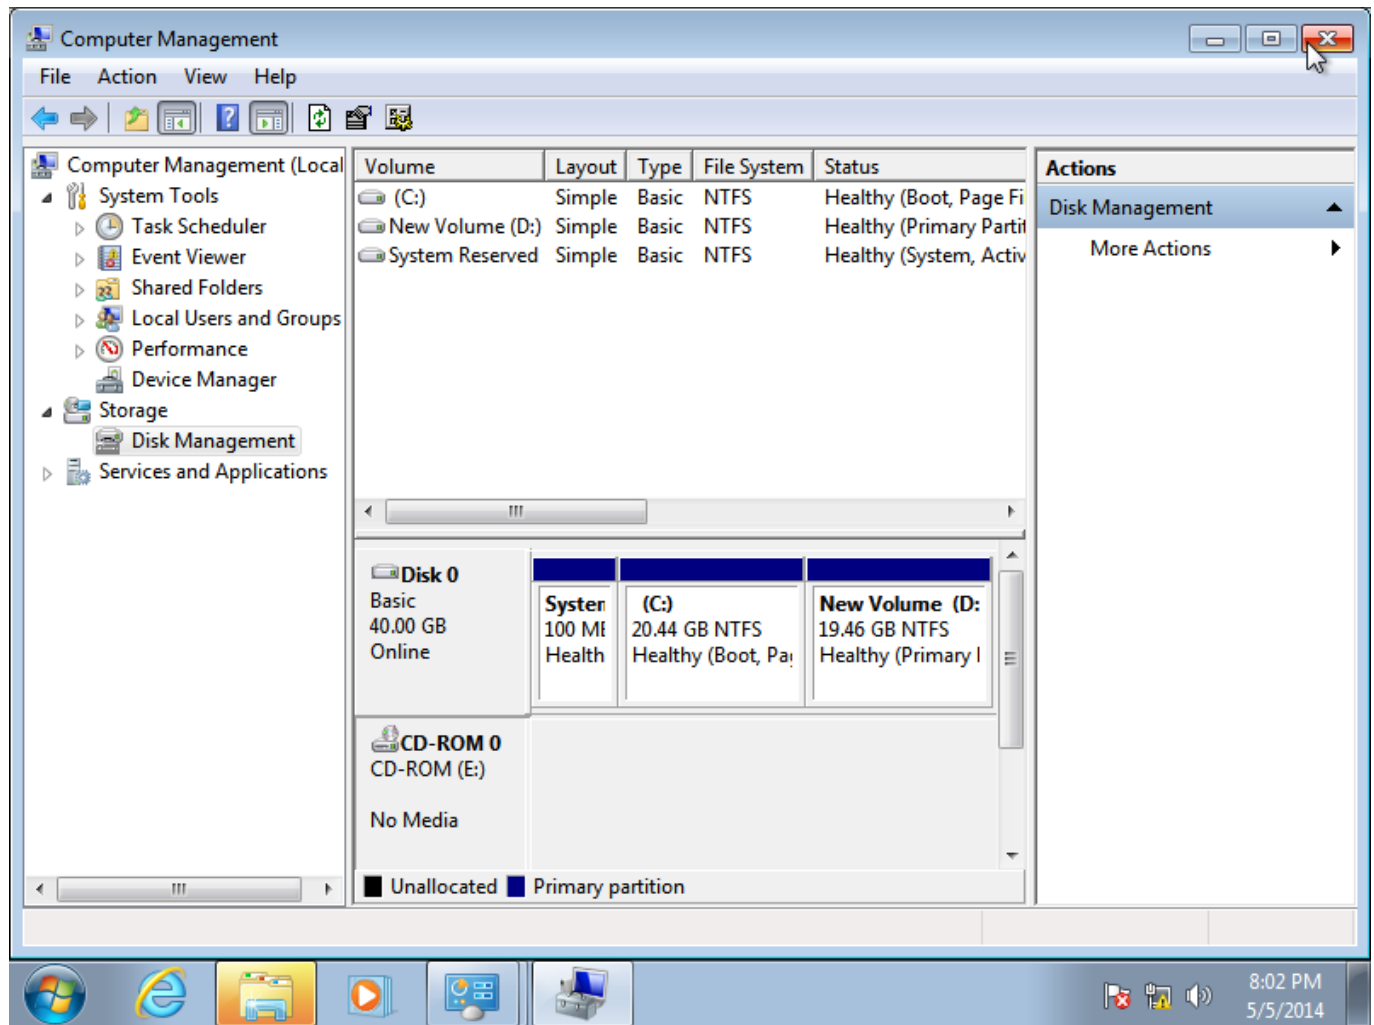 Computer Management
File Action View Help
Computer Management (Local
System Tools
Task Scheduler
Event Viewer
Shared Folders
Local Users and Groups
Performance
Device Manager
Storage
Disk Management
Services and Applications
Volume Layout Type File System Status
(C:) Simple Basic NTFS Healthy (Boot, Page Fi
New Volume (D:) Simple Basic NTFS Healthy (Primary Partit
System Reserved Simple Basic NTFS Healthy (System, Activ
Disk 0
Basic
40.00 GB
Online
System
100 MB
Health
(C:)
20.44 GB NTFS
Healthy (Boot, Pag
New Volume (D:
19.46 GB NTFS
Healthy (Primary
CD-ROM 0
CD-ROM (E:)
No Media
Unallocated Primary partition
Actions
Disk Management
More Actions
8:02 PM
5/5/2014